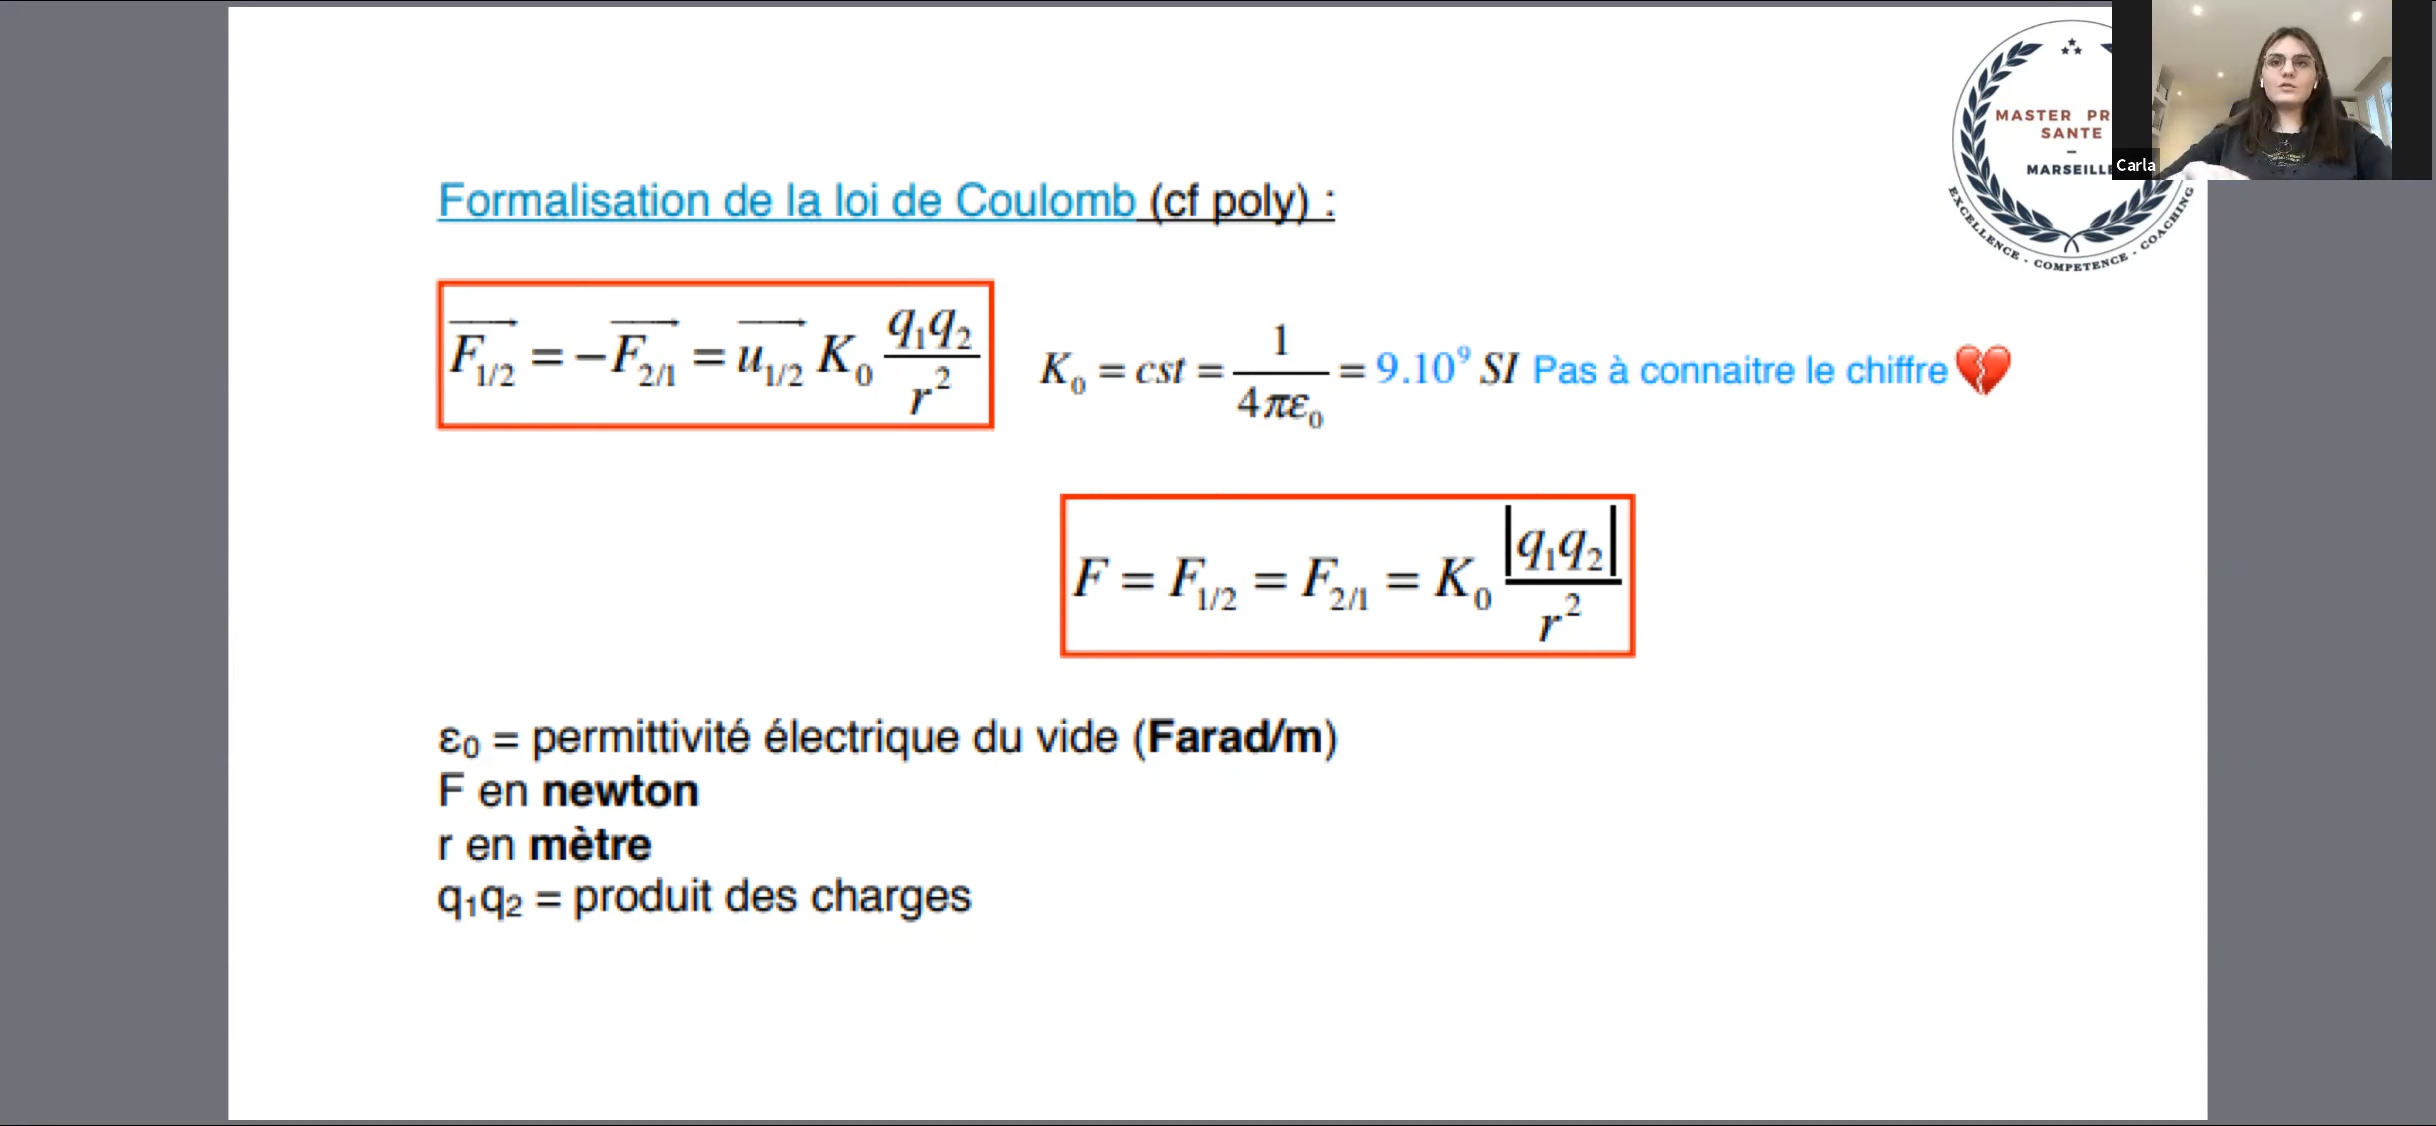 Formalisation de la loi de Coulomb (cf poly) :
F₁/₂ = −F₂/₁ = u₁/₂ K₀ q₁q₂ / r²
K₀ = cst = 1 / 4πε₀ = 9.10⁹ SI Pas à connaitre le chiffre 💔
F = F₁/₂ = F₂/₁ = K₀ |q₁q₂| / r²
ε₀ = permittivité électrique du vide (Farad/m)
F en newton
r en mètre
q₁q₂ = produit des charges
MASTER
SANTE
–
EXCELLENCE - COMPETENCE - COACHING
Carla